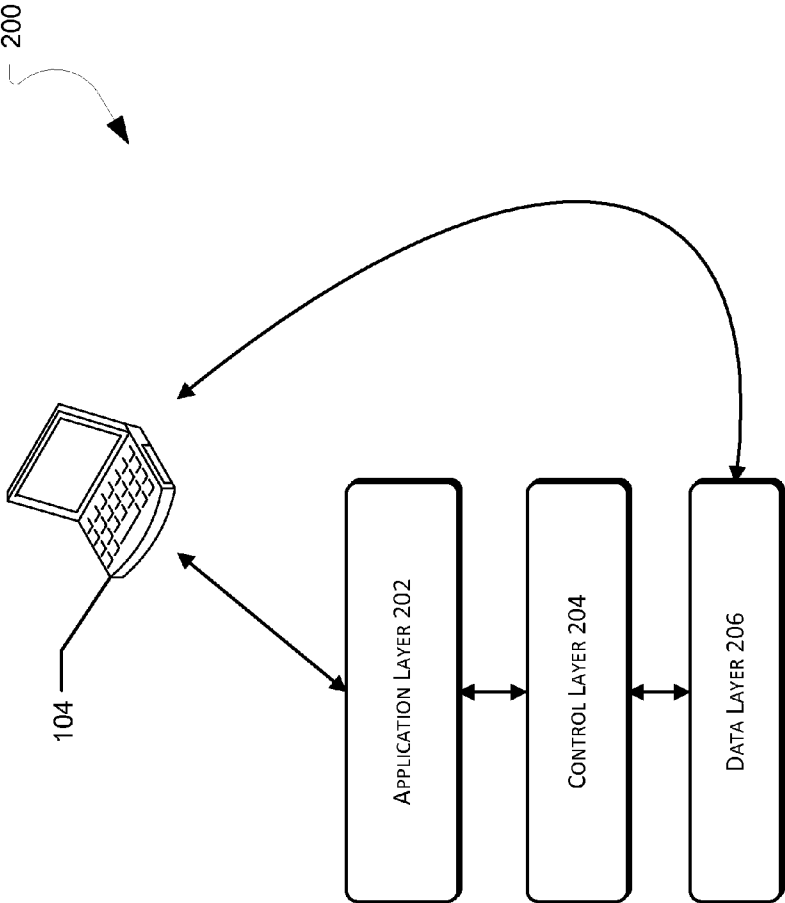 200
104
APPLICATION LAYER 202
CONTROL LAYER 204
DATA LAYER 206